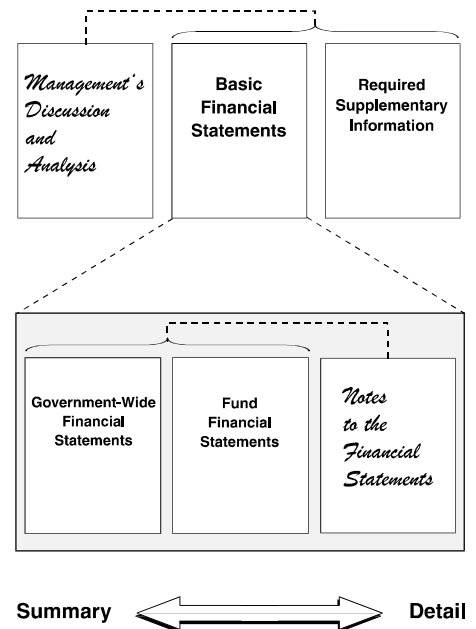 Management's
Discussion
and
Analysis
Basic
Financial
Statements
Required
Supplementary
Information
Government-Wide
Financial
Statements
Fund
Financial
Statements
Notes
to the
Financial
Statements
Summary
Detail